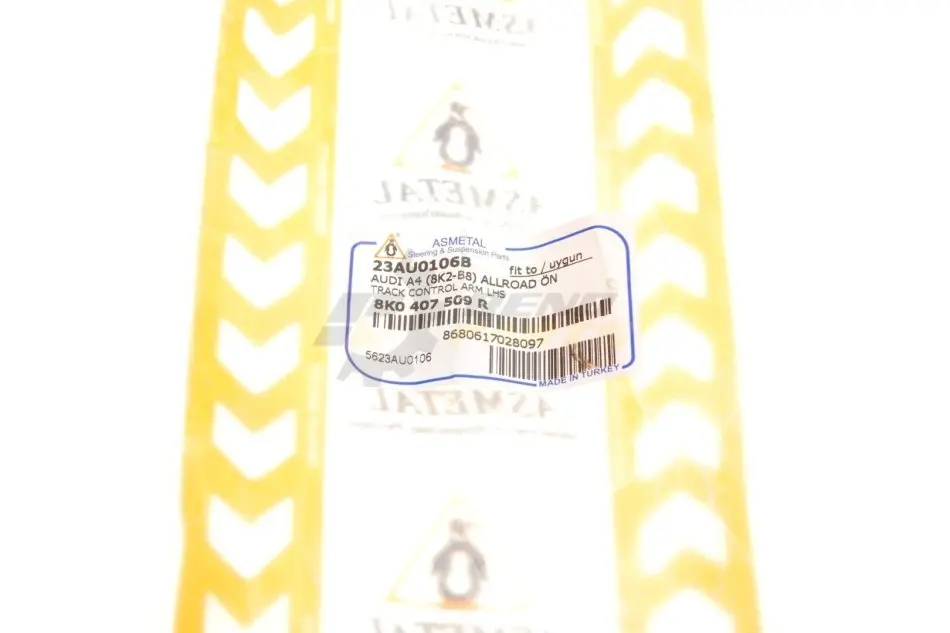 ASMETAL
ASMETAL
ASMETAL
Steering & Suspension Parts
23AU0106B fit to / uygun
AUDI A4 (8K2-B8) ALLROAD ÖN
TRACK CONTROL ARM LHS
8K0 407 509 R
8680617028097
5623AU0106
MADE IN TURKEY
ASMETAL